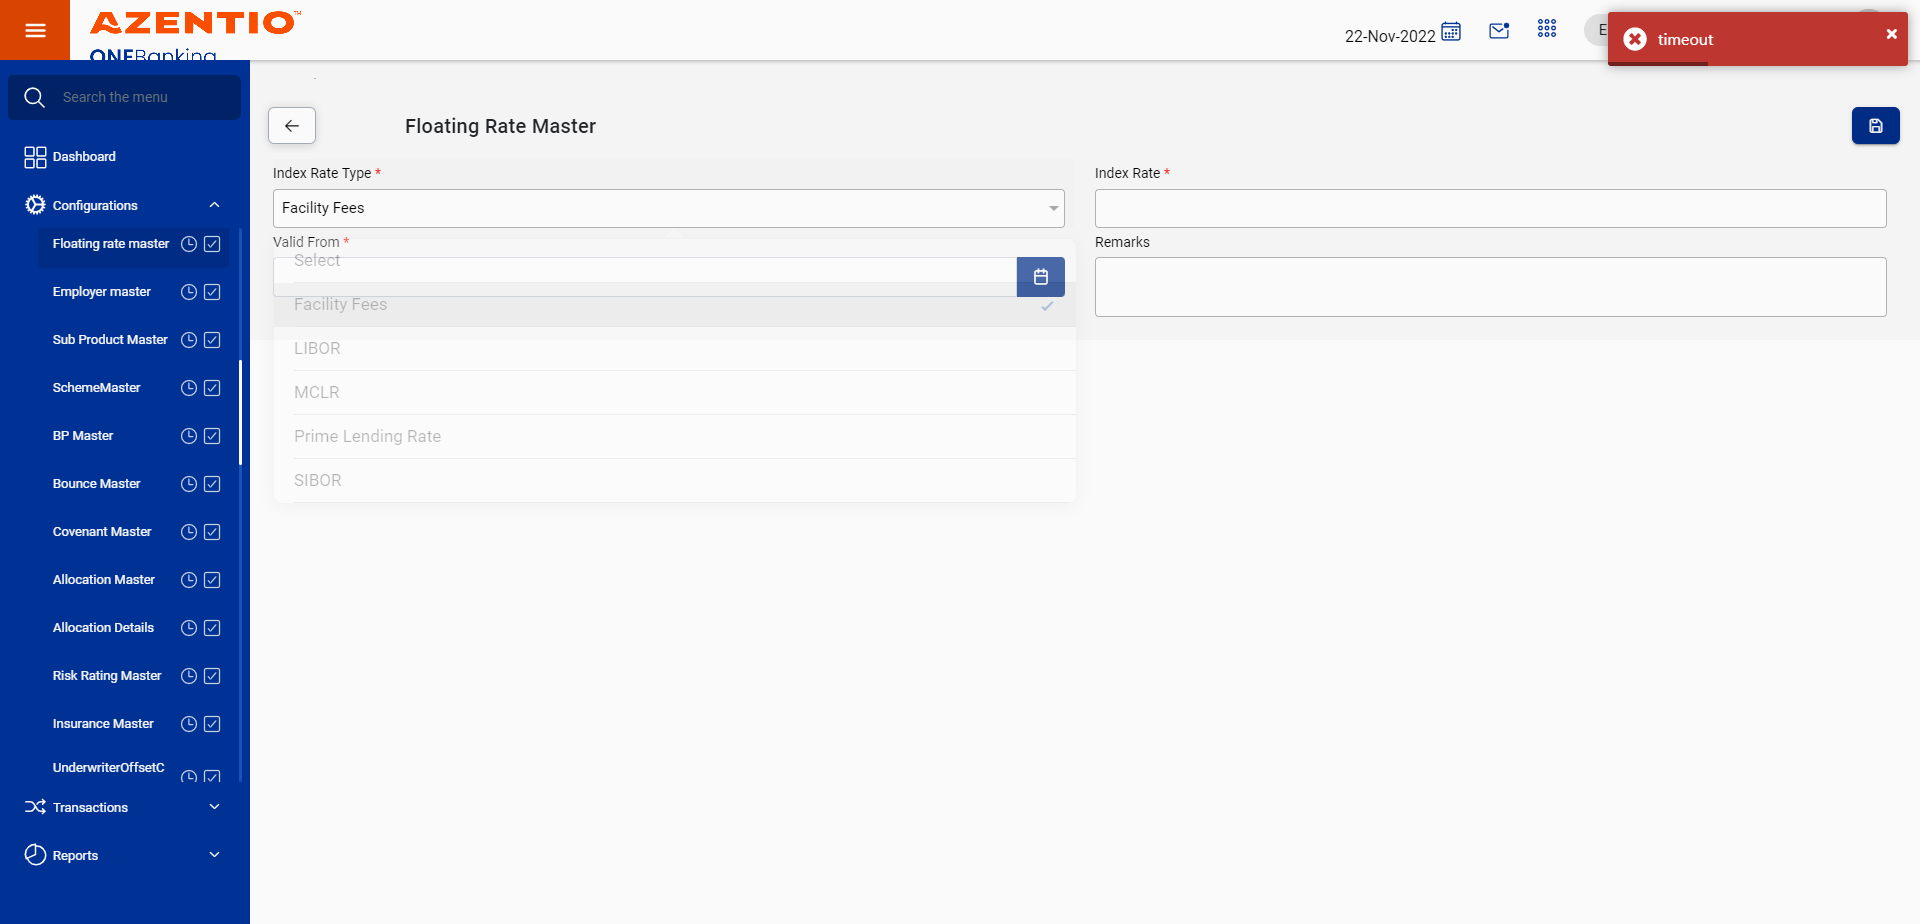 AZENTIO™
ONEBanking
22-Nov-2022
E
timeout
Search the menu
Dashboard
Configurations
Floating rate master
Employer master
Sub Product Master
SchemeMaster
BP Master
Bounce Master
Covenant Master
Allocation Master
Allocation Details
Risk Rating Master
Insurance Master
UnderwriterOffsetC
Transactions
Reports
Floating Rate Master
Index Rate Type *
Facility Fees
Index Rate *
Valid From *
Remarks
Select
Facility Fees
LIBOR
MCLR
Prime Lending Rate
SIBOR